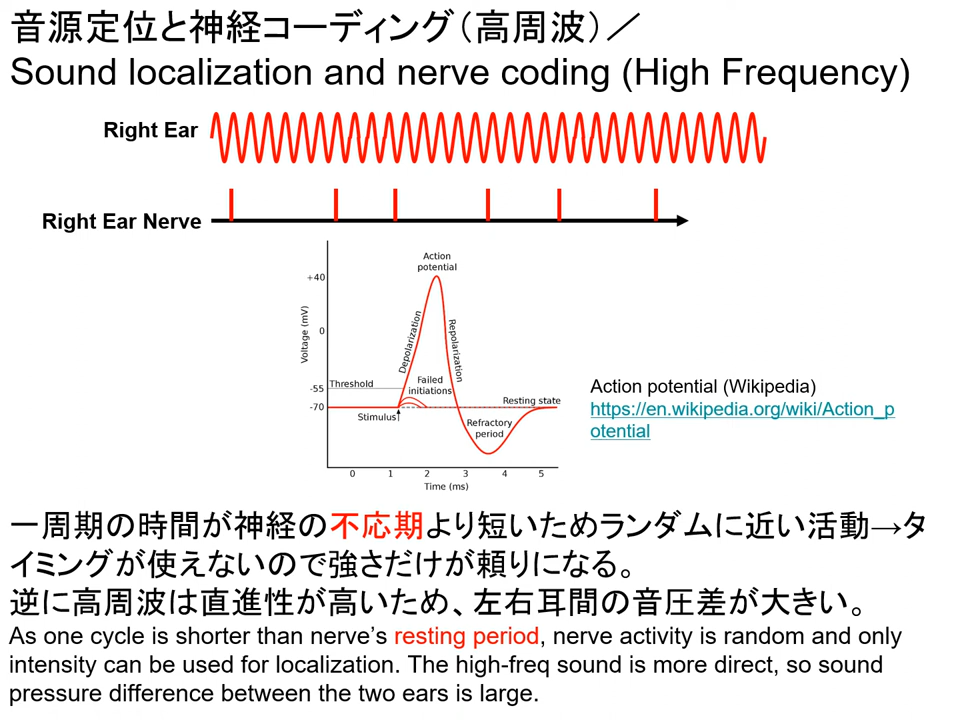 音源定位と神経コーディング（高周波）／
Sound localization and nerve coding (High Frequency)
Right Ear
Right Ear Nerve
Action
potential
+40
Voltage (mV)
0
Depolarization
Repolarization
-55
Threshold
Failed
initiations
-70
Stimulus
Resting state
Refractory
period
0 1 2 3 4 5
Time (ms)
Action potential (Wikipedia)
https://en.wikipedia.org/wiki/Action_p
otential
一周期の時間が神経の不応期より短いためランダムに近い活動→タ
イミングが使えないので強さだけが頼りになる。
逆に高周波は直進性が高いため、左右耳間の音圧差が大きい。
As one cycle is shorter than nerve's resting period, nerve activity is random and only
intensity can be used for localization. The high-freq sound is more direct, so sound
pressure difference between the two ears is large.